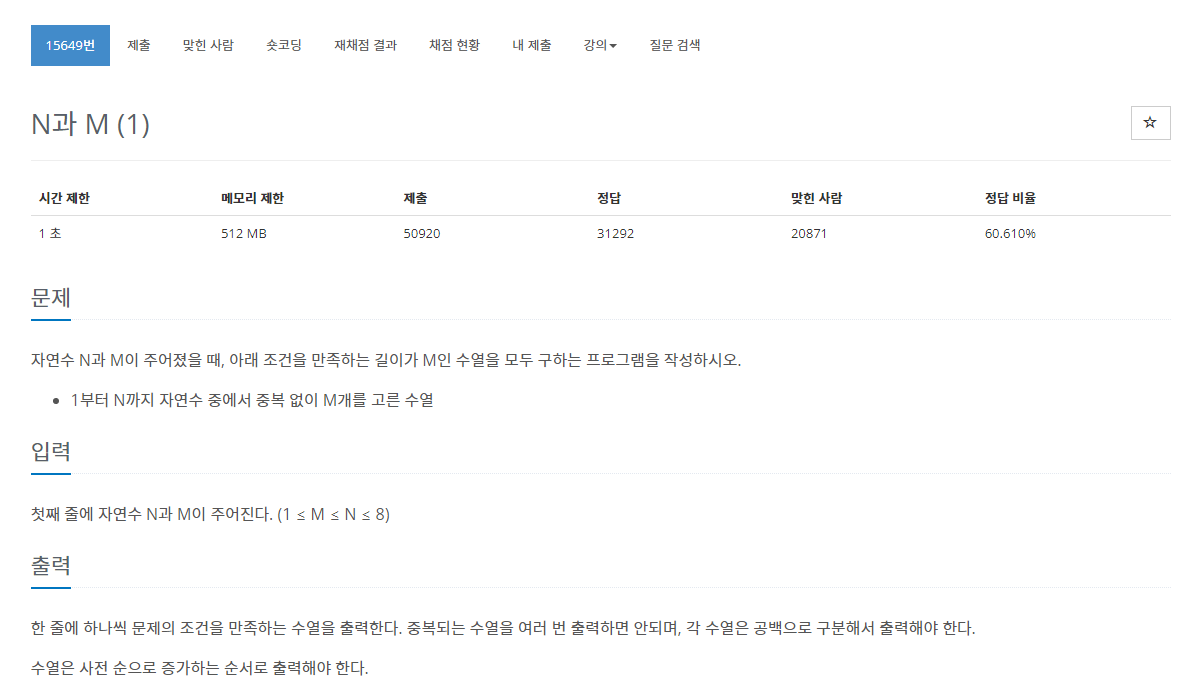 15649번 제출 맞힌 사람 숏코딩 재채점 결과 채점 현황 내 제출 강의 질문 검색
N과 M (1)
시간 제한 메모리 제한 제출 정답 맞힌 사람 정답 비율
1 초 512 MB 50920 31292 20871 60.610%
문제
자연수 N과 M이 주어졌을 때, 아래 조건을 만족하는 길이가 M인 수열을 모두 구하는 프로그램을 작성하시오.
• 1부터 N까지 자연수 중에서 중복 없이 M개를 고른 수열
입력
첫째 줄에 자연수 N과 M이 주어진다. (1 ≤ M ≤ N ≤ 8)
출력
한 줄에 하나씩 문제의 조건을 만족하는 수열을 출력한다. 중복되는 수열을 여러 번 출력하면 안되며, 각 수열은 공백으로 구분해서 출력해야 한다.
수열은 사전 순으로 증가하는 순서로 출력해야 한다.